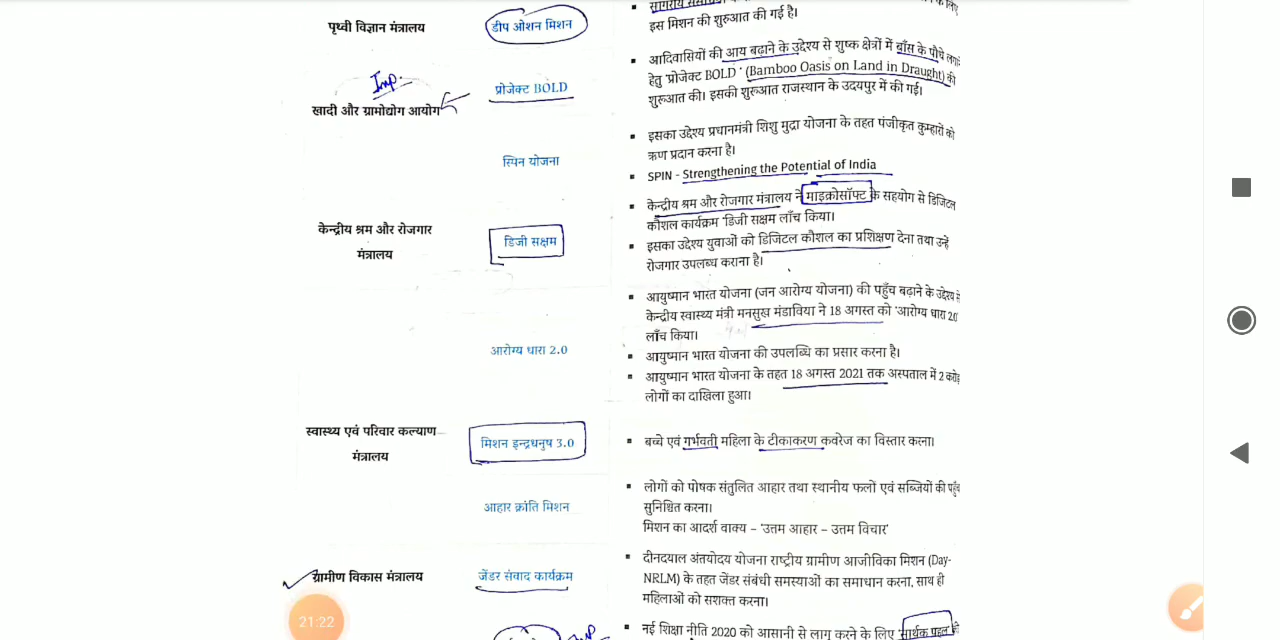 पृथ्वी विज्ञान मंत्रालय
डीप ओशन मिशन
इस मिशन की शुरुआत की गई है।
Imp.
खादी और ग्रामोद्योग आयोग
प्रोजेक्ट BOLD
आदिवासियों की आय बढ़ाने के उद्देश्य से शुष्क क्षेत्रों में बाँस के पौधे
हेतु 'प्रोजेक्ट BOLD' (Bamboo Oasis on Land in Draught) की
शुरूआत की। इसकी शुरूआत राजस्थान के उदयपुर में की गई।
स्पिन योजना
इसका उद्देश्य प्रधानमंत्री शिशु मुद्रा योजना के तहत पंजीकृत कुम्हारों को
ऋण प्रदान करना है।
SPIN - Strengthening the Potential of India
केन्द्रीय श्रम और रोजगार
मंत्रालय
डिजी सक्षम
केन्द्रीय श्रम और रोजगार मंत्रालय ने माइक्रोसॉफ्ट के सहयोग से डिजिटल
कौशल कार्यक्रम 'डिजी सक्षम लाँच किया।
इसका उद्देश्य युवाओं को डिजिटल कौशल का प्रशिक्षण देना तथा उन्हें
रोजगार उपलब्ध कराना है।
आरोग्य धारा 2.0
आयुष्मान भारत योजना (जन आरोग्य योजना) की पहुँच बढ़ाने के उद्देश्य
केन्द्रीय स्वास्थ्य मंत्री मनसुख मंडाविया ने 18 अगस्त को 'आरोग्य धारा 2.0'
लाँच किया।
आयुष्मान भारत योजना की उपलब्धि का प्रसार करना है।
आयुष्मान भारत योजना के तहत 18 अगस्त 2021 तक अस्पताल में 2 करोड़
लोगों का दाखिला हुआ।
स्वास्थ्य एवं परिवार कल्याण
मंत्रालय
मिशन इन्द्रधनुष 3.0
बच्चे एवं गर्भवती महिला के टीकाकरण कवरेज का विस्तार करना।
आहार क्रांति मिशन
लोगों को पोषक संतुलित आहार तथा स्थानीय फलों एवं सब्जियों की पहुँच
सुनिश्चित करना।
मिशन का आदर्श वाक्य – 'उत्तम आहार – उत्तम विचार'
ग्रामीण विकास मंत्रालय
जेंडर संवाद कार्यक्रम
दीनदयाल अंतयोदय योजना राष्ट्रीय ग्रामीण आजीविका मिशन (Day-
NRLM) के तहत जेंडर संबंधी समस्याओं का समाधान करना, साथ ही
महिलाओं को सशक्त करना।
नई शिक्षा नीति 2020 को आसानी से लागू करने के लिए 'सार्थक पहल'
21:22